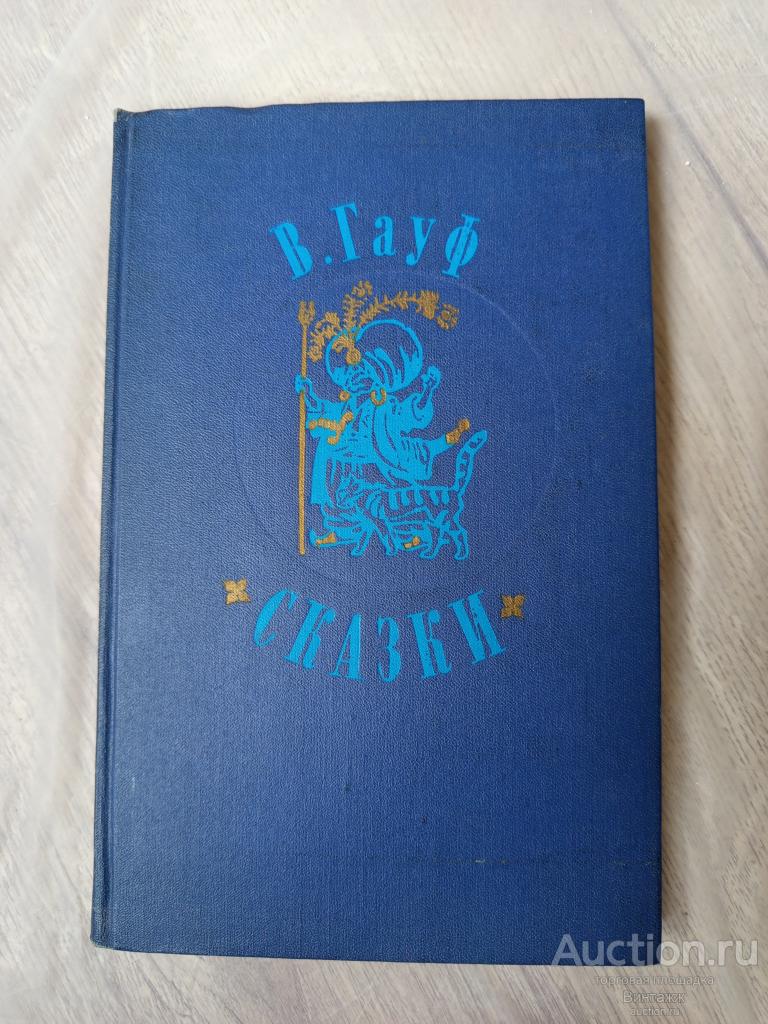 В. Гауф
СКАЗКИ
Auction.ru
торговая площадка
Винтажк
auction.ru